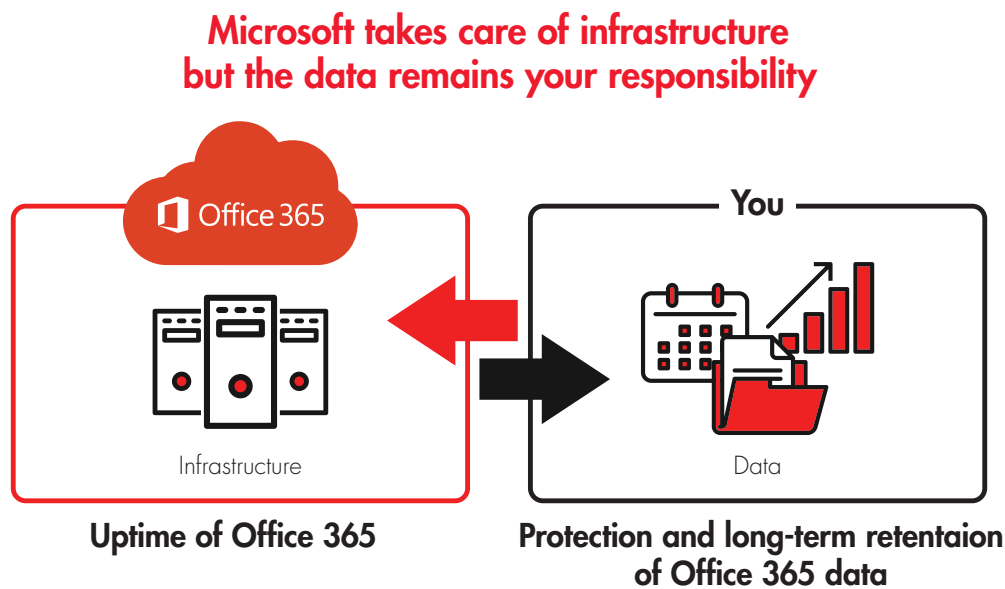 Microsoft takes care of infrastructure
but the data remains your responsibility
Office 365
Infrastructure
Uptime of Office 365
You
Data
Protection and long-term retentaion
of Office 365 data